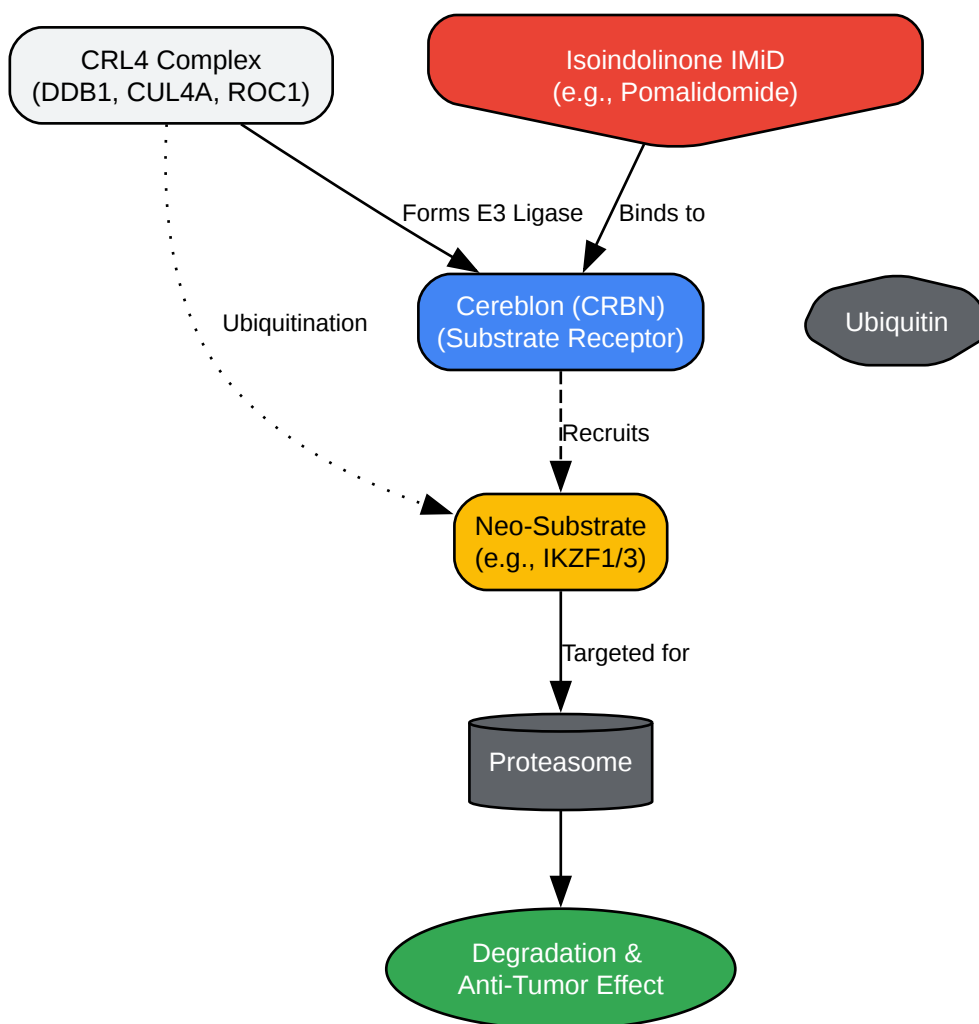 CRL4 Complex
(DDB1, CUL4A, ROC1)
Isoindolinone IMiD
(e.g., Pomalidomide)
Forms E3 Ligase
Binds to
Cereblon (CRBN)
(Substrate Receptor)
Ubiquitin
Ubiquitination
Recruits
Neo-Substrate
(e.g., IKZF1/3)
Targeted for
Proteasome
Degradation &
Anti-Tumor Effect